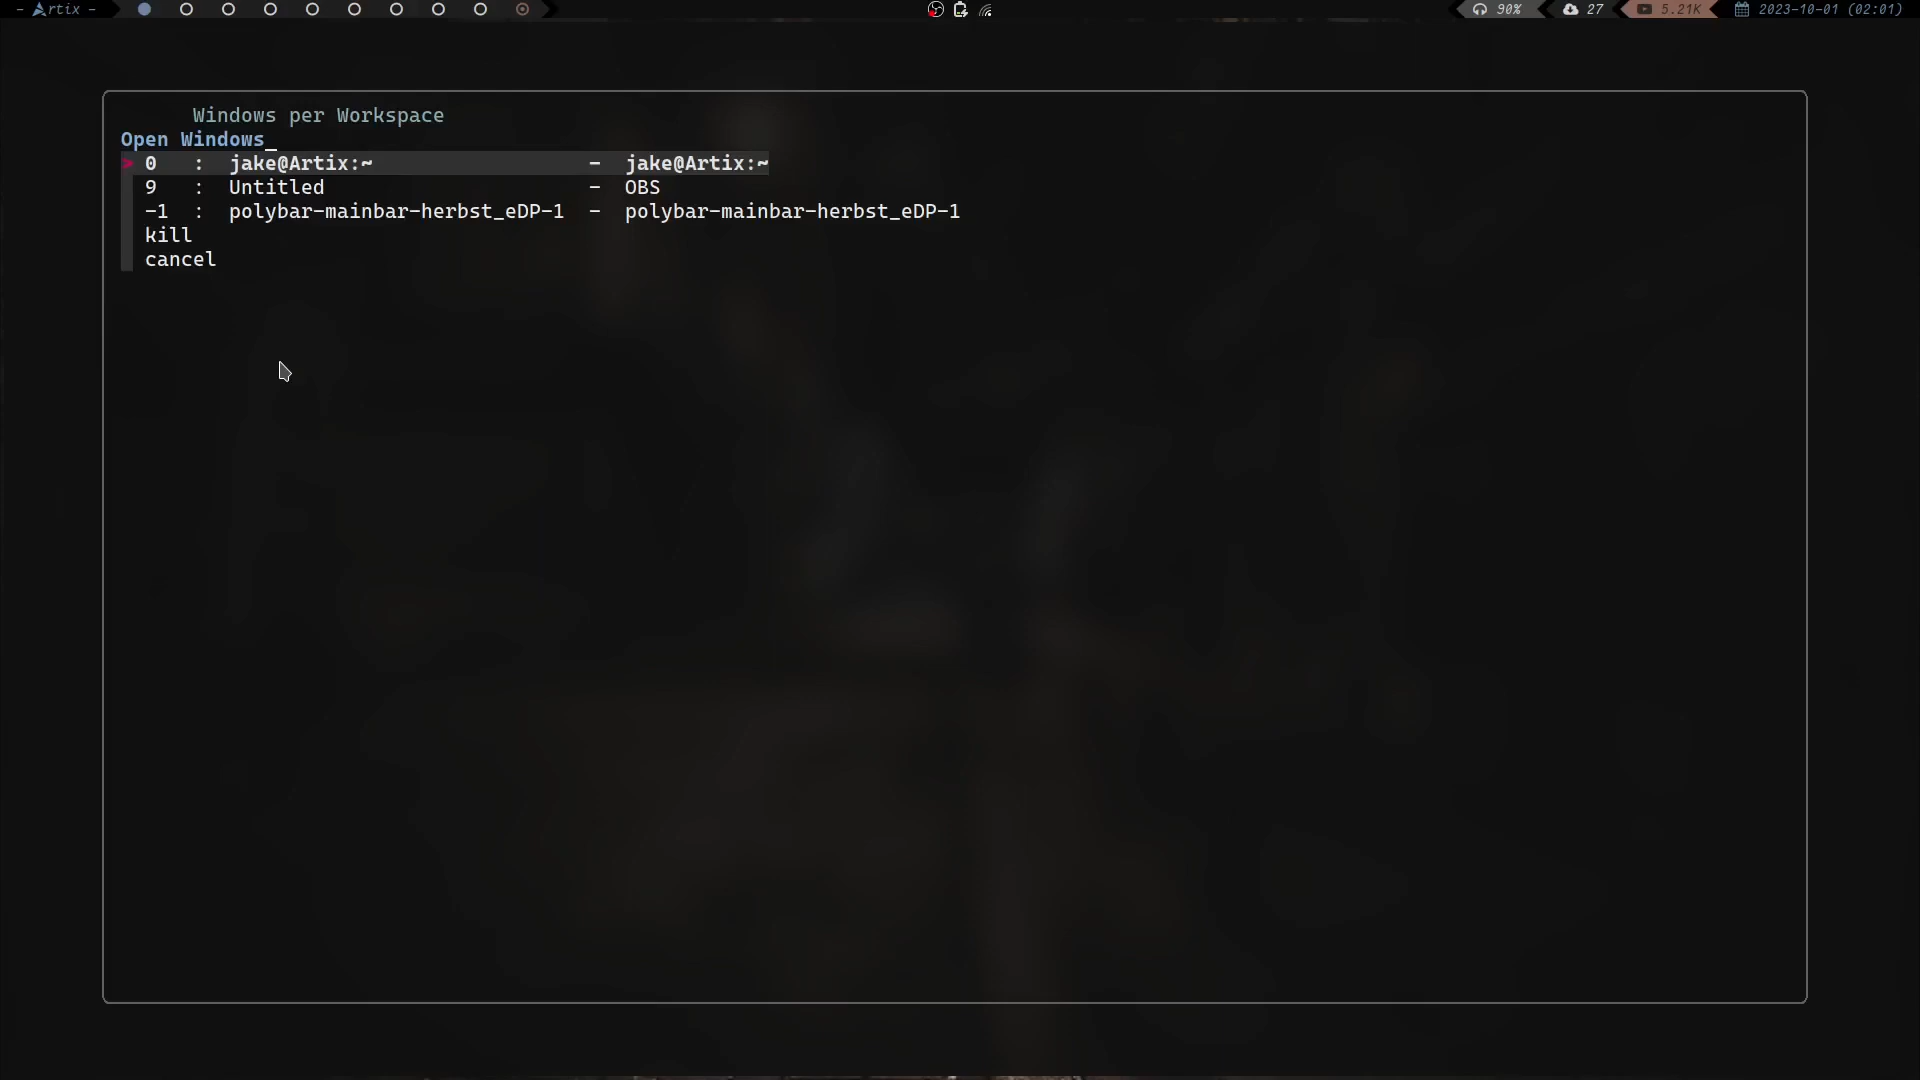 - Artix -
90%
27
5.21K
2023-10-01 (02:01)
Windows per Workspace
Open Windows_
> 0 : jake@Artix:~ - jake@Artix:~
9 : Untitled - OBS
-1 : polybar-mainbar-herbst_eDP-1 - polybar-mainbar-herbst_eDP-1
kill
cancel